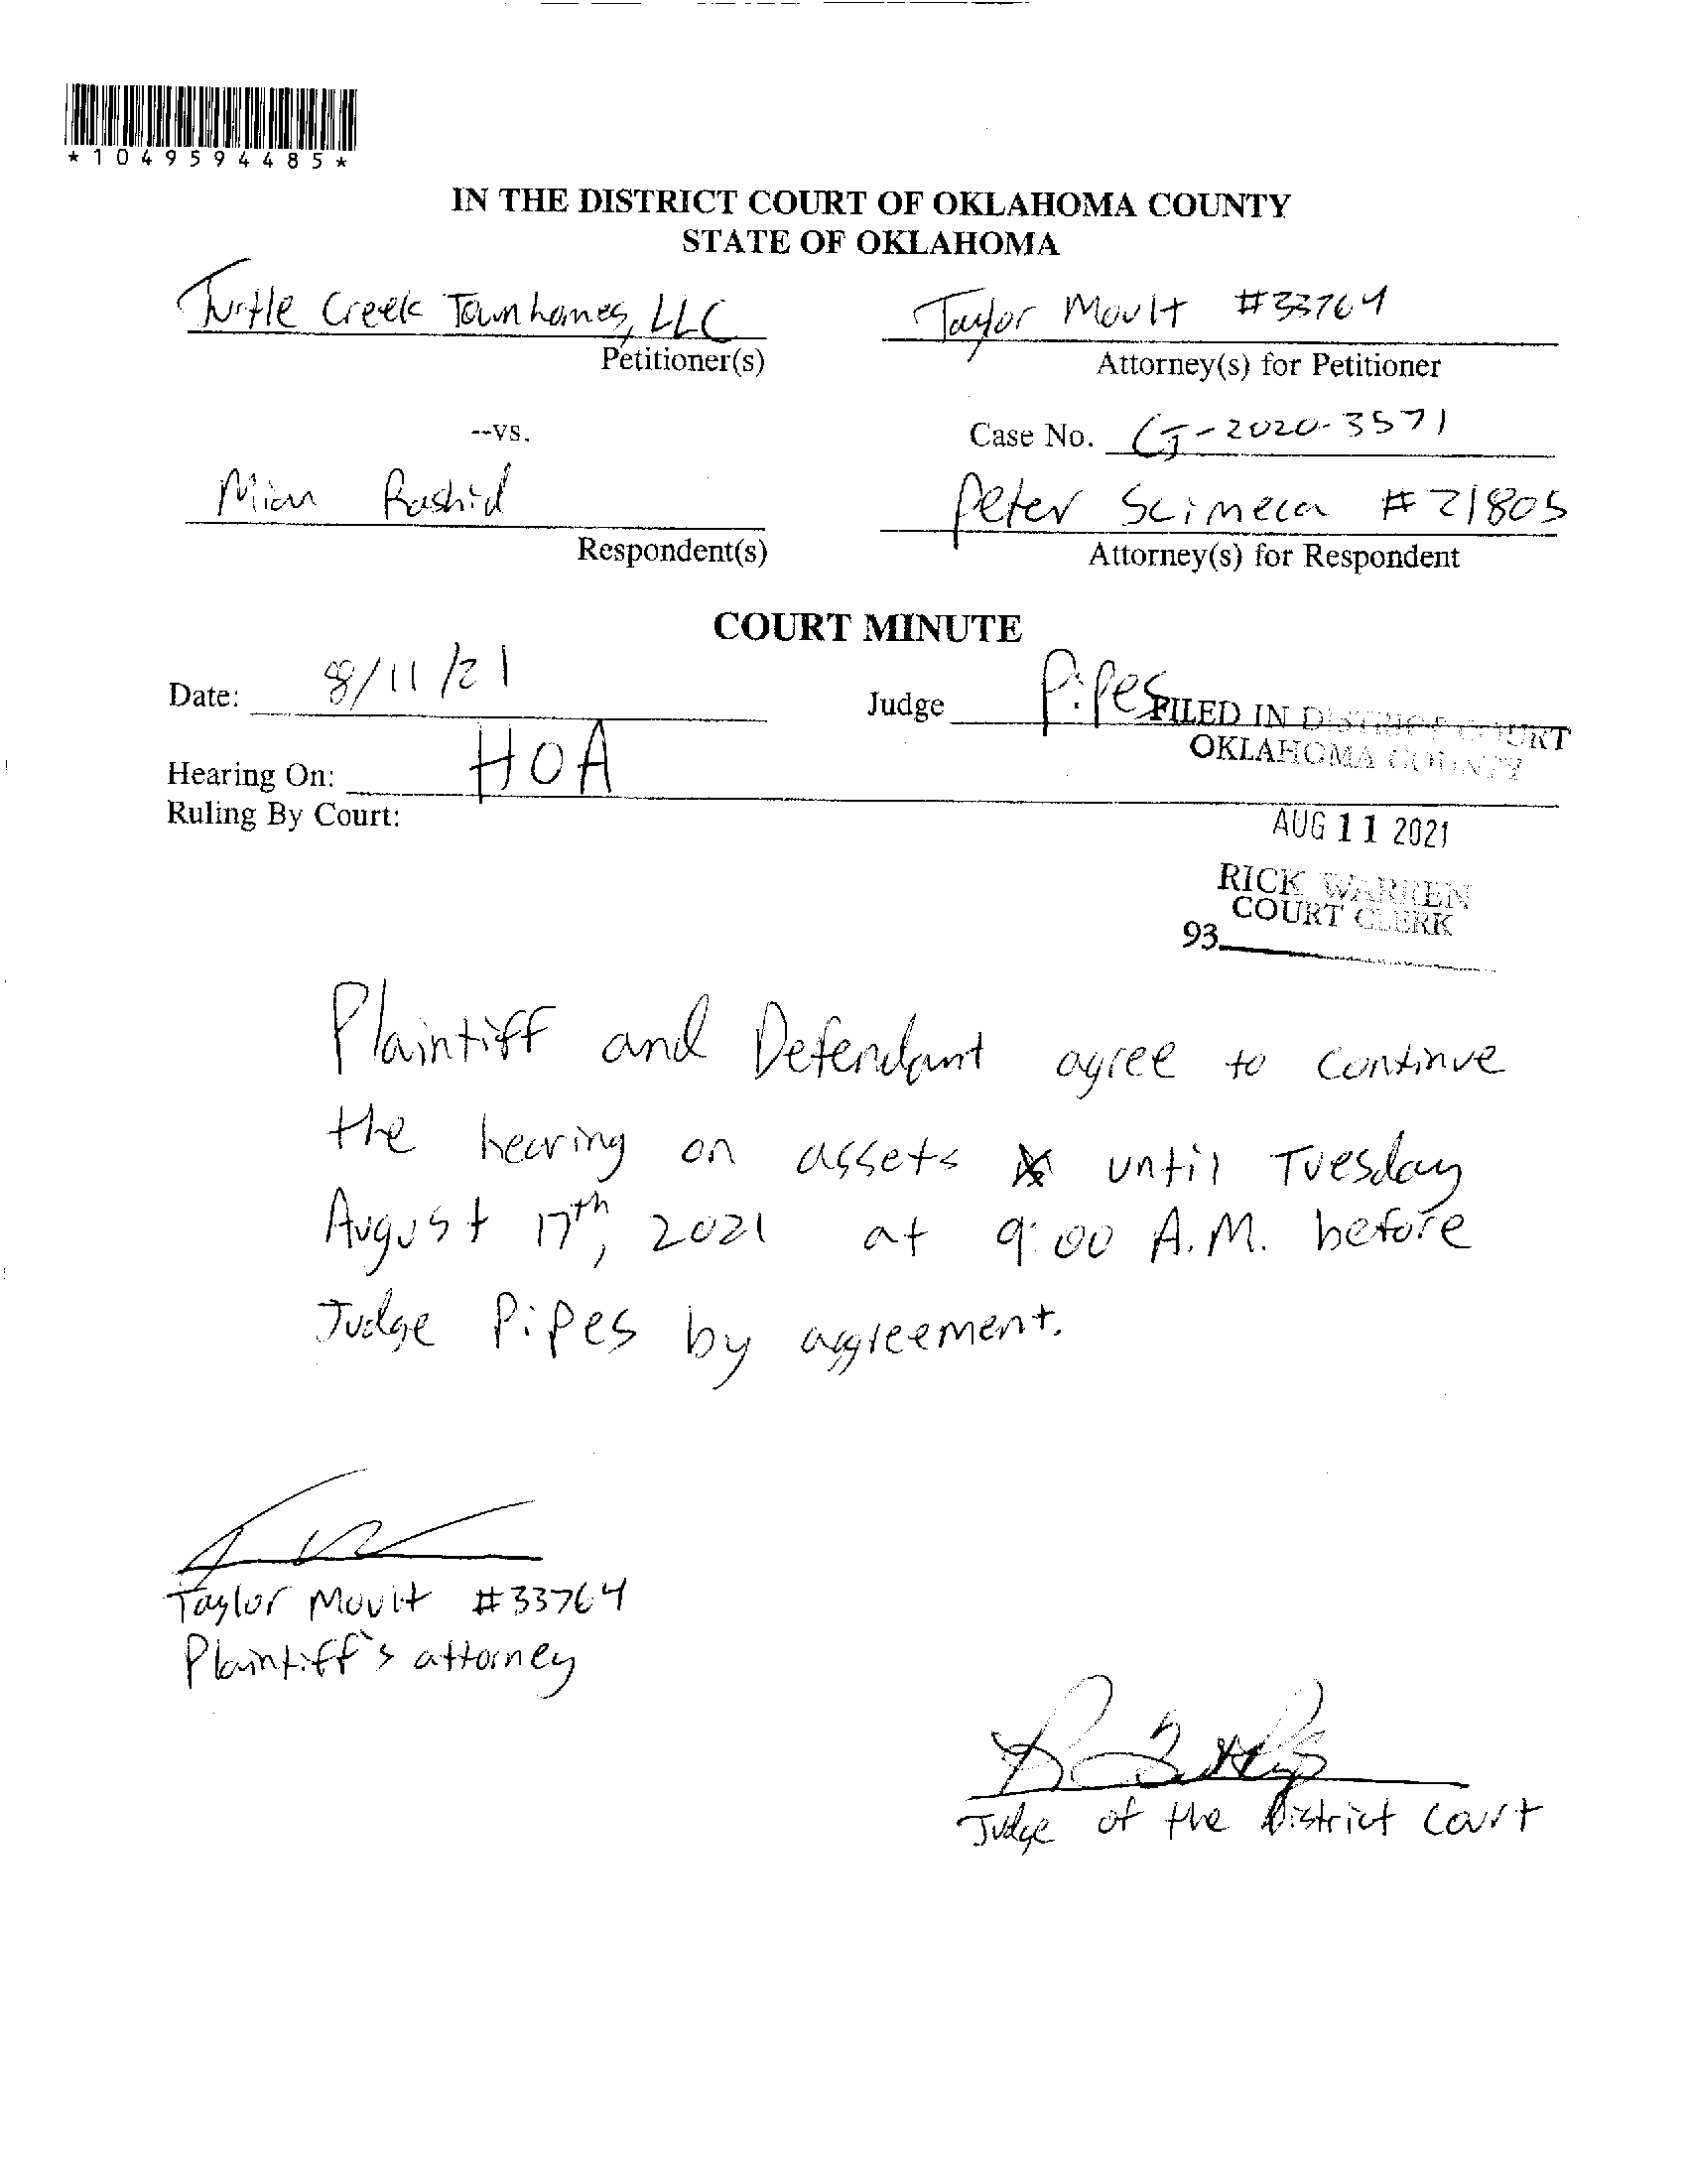 *1049594485*
IN THE DISTRICT COURT OF OKLAHOMA COUNTY
STATE OF OKLAHOMA
Turtle Creek Townhomes, LLC
Petitioner(s)
Taylor Moult #33764
Attorney(s) for Petitioner
--vs.
Case No. CJ-2020-3571
Mian Rashid
Respondent(s)
Peter Scimeca #21805
Attorney(s) for Respondent
COURT MINUTE
Date: 8/11/21
Judge Pipes
FILED IN DISTRICT COURT
OKLAHOMA COUNTY
Hearing On: HOA
Ruling By Court:
AUG 11 2021
RICK WARREN
COURT CLERK
93
Plaintiff and Defendant agree to continue
the hearing on assets until Tuesday
August 17th, 2021 at 9:00 A.M. before
Judge Pipes by agreement.
Taylor Moult #33764
Plaintiff's attorney
Judge of the District Court